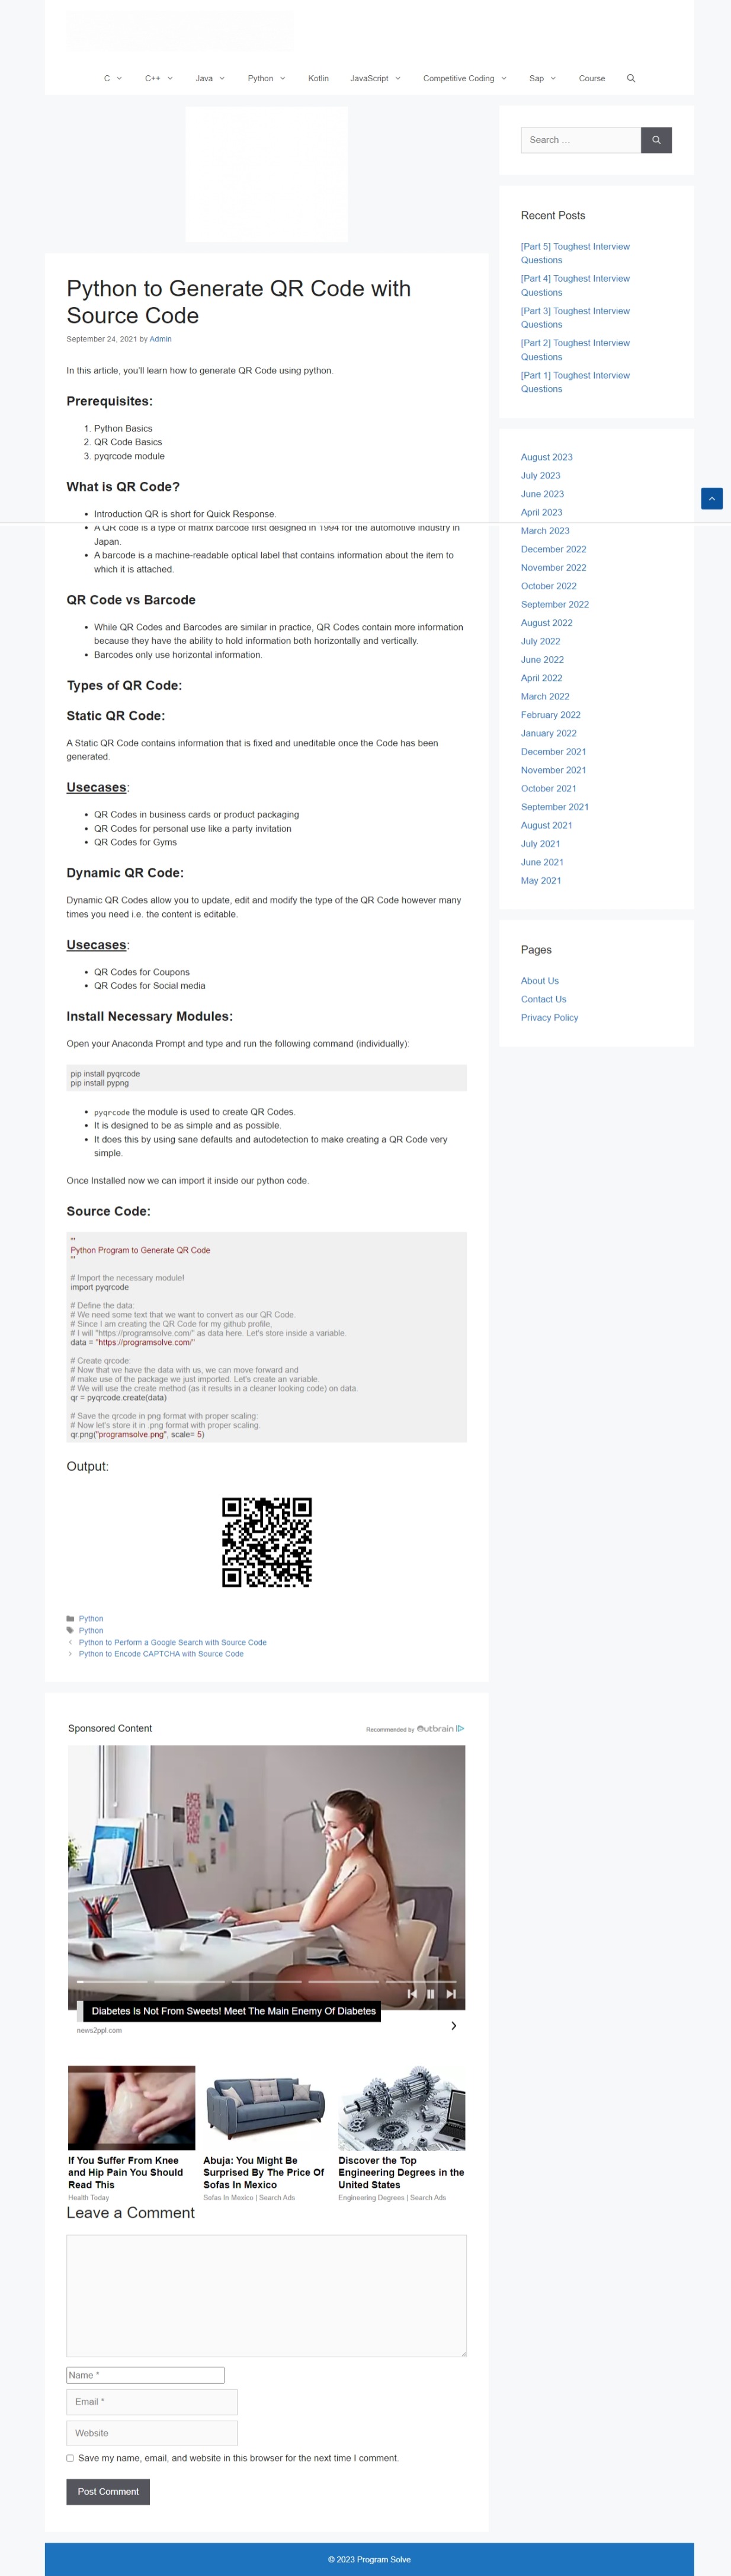 C
C++
Java
Python
Kotlin
JavaScript
Competitive Coding
Sap
Course
Search …
Recent Posts
[Part 5] Toughest Interview
Questions
[Part 4] Toughest Interview
Questions
[Part 3] Toughest Interview
Questions
[Part 2] Toughest Interview
Questions
[Part 1] Toughest Interview
Questions
August 2023
July 2023
June 2023
April 2023
March 2023
December 2022
November 2022
October 2022
September 2022
August 2022
July 2022
June 2022
April 2022
March 2022
February 2022
January 2022
December 2021
November 2021
October 2021
September 2021
August 2021
July 2021
June 2021
May 2021
Pages
About Us
Contact Us
Privacy Policy
Python to Generate QR Code with
Source Code
September 24, 2021 by Admin
In this article, you'll learn how to generate QR Code using python.
Prerequisites:
1. Python Basics
2. QR Code Basics
3. pyqrcode module
What is QR Code?
• Introduction QR is short for Quick Response.
• A QR code is a type of matrix barcode first designed in 1994 for the automotive industry in
Japan.
• A barcode is a machine-readable optical label that contains information about the item to
which it is attached.
QR Code vs Barcode
• While QR Codes and Barcodes are similar in practice, QR Codes contain more information
because they have the ability to hold information both horizontally and vertically.
• Barcodes only use horizontal information.
Types of QR Code:
Static QR Code:
A Static QR Code contains information that is fixed and uneditable once the Code has been
generated.
Usecases:
• QR Codes in business cards or product packaging
• QR Codes for personal use like a party invitation
• QR Codes for Gyms
Dynamic QR Code:
Dynamic QR Codes allow you to update, edit and modify the type of the QR Code however many
times you need i.e. the content is editable.
Usecases:
• QR Codes for Coupons
• QR Codes for Social media
Install Necessary Modules:
Open your Anaconda Prompt and type and run the following command (individually):
pip install pyqrcode
pip install pypng
• pyqrcode the module is used to create QR Codes.
• It is designed to be as simple and as possible.
• It does this by using sane defaults and autodetection to make creating a QR Code very
simple.
Once Installed now we can import it inside our python code.
Source Code:
'''
Python Program to Generate QR Code
'''
# Import the necessary module!
import pyqrcode
# Define the data:
# We need some text that we want to convert as our QR Code.
# Since I am creating the QR Code for my github profile,
# I will "https://programsolve.com/" as data here. Let's store inside a variable.
data = "https://programsolve.com/"
# Create qrcode:
# Now that we have the data with us, we can move forward and
# make use of the package we just imported. Let's create an variable.
# We will use the create method (as it results in a cleaner looking code) on data.
qr = pyqrcode.create(data)
# Save the qrcode in png format with proper scaling:
# Now let's store it in .png format with proper scaling.
qr.png("programsolve.png", scale= 5)
Output:
Python
Python
Python to Perform a Google Search with Source Code
Python to Encode CAPTCHA with Source Code
Sponsored Content
Recommended by Outbrain
Diabetes Is Not From Sweets! Meet The Main Enemy Of Diabetes
news2ppl.com
If You Suffer From Knee
and Hip Pain You Should
Read This
Health Today
Abuja: You Might Be
Surprised By The Price Of
Sofas In Mexico
Sofas In Mexico | Search Ads
Discover the Top
Engineering Degrees in the
United States
Engineering Degrees | Search Ads
Leave a Comment
Name *
Email *
Website
Save my name, email, and website in this browser for the next time I comment.
Post Comment
© 2023 Program Solve